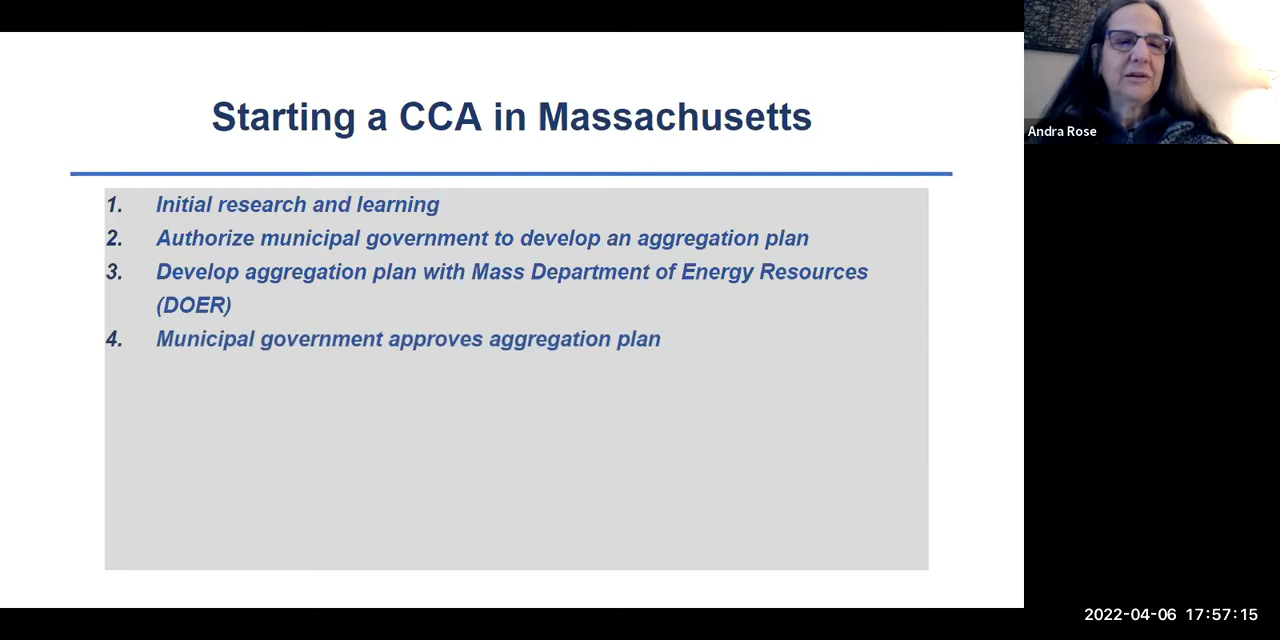 Starting a CCA in Massachusetts
Andra Rose
1. Initial research and learning
2. Authorize municipal government to develop an aggregation plan
3. Develop aggregation plan with Mass Department of Energy Resources
(DOER)
4. Municipal government approves aggregation plan
2022-04-06 17:57:15